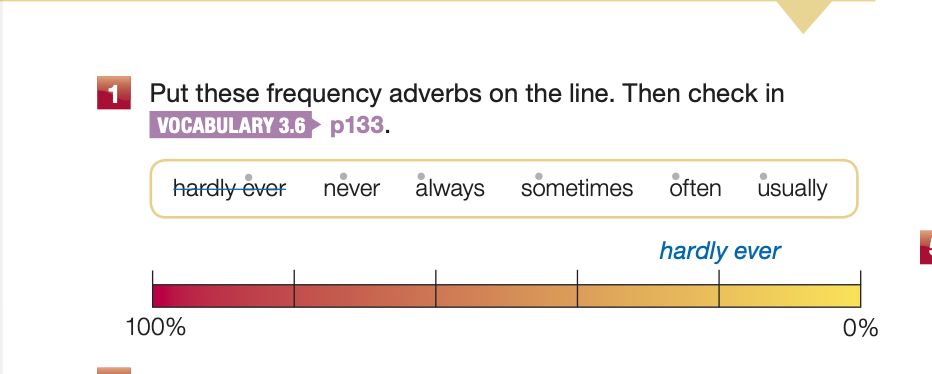 1 Put these frequency adverbs on the line. Then check in
VOCABULARY 3.6 p133.
hardly ever never always sometimes often usually
hardly ever
100% 0%